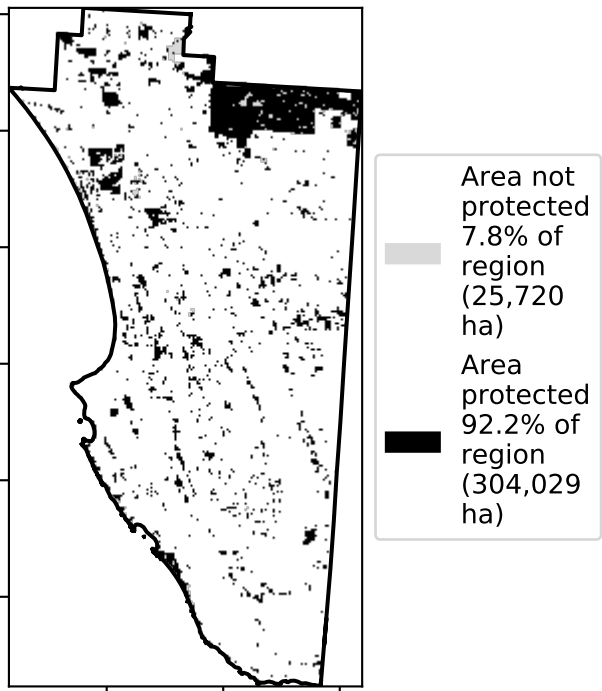 Area not
protected
7.8% of
region
(25,720
ha)
Area
protected
92.2% of
region
(304,029
ha)